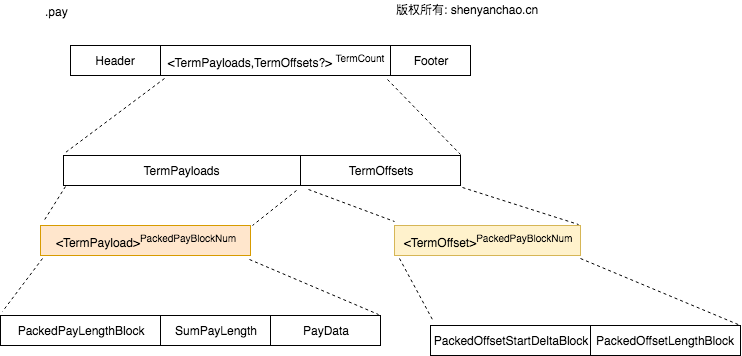 .pay
版权所有: shenyanchao.cn
Header
<TermPayloads,TermOffsets?> TermCount
Footer
TermPayloads
TermOffsets
<TermPayload>PackedPayBlockNum
<TermOffset>PackedPayBlockNum
PackedPayLengthBlock
SumPayLength
PayData
PackedOffsetStartDeltaBlock
PackedOffsetLengthBlock